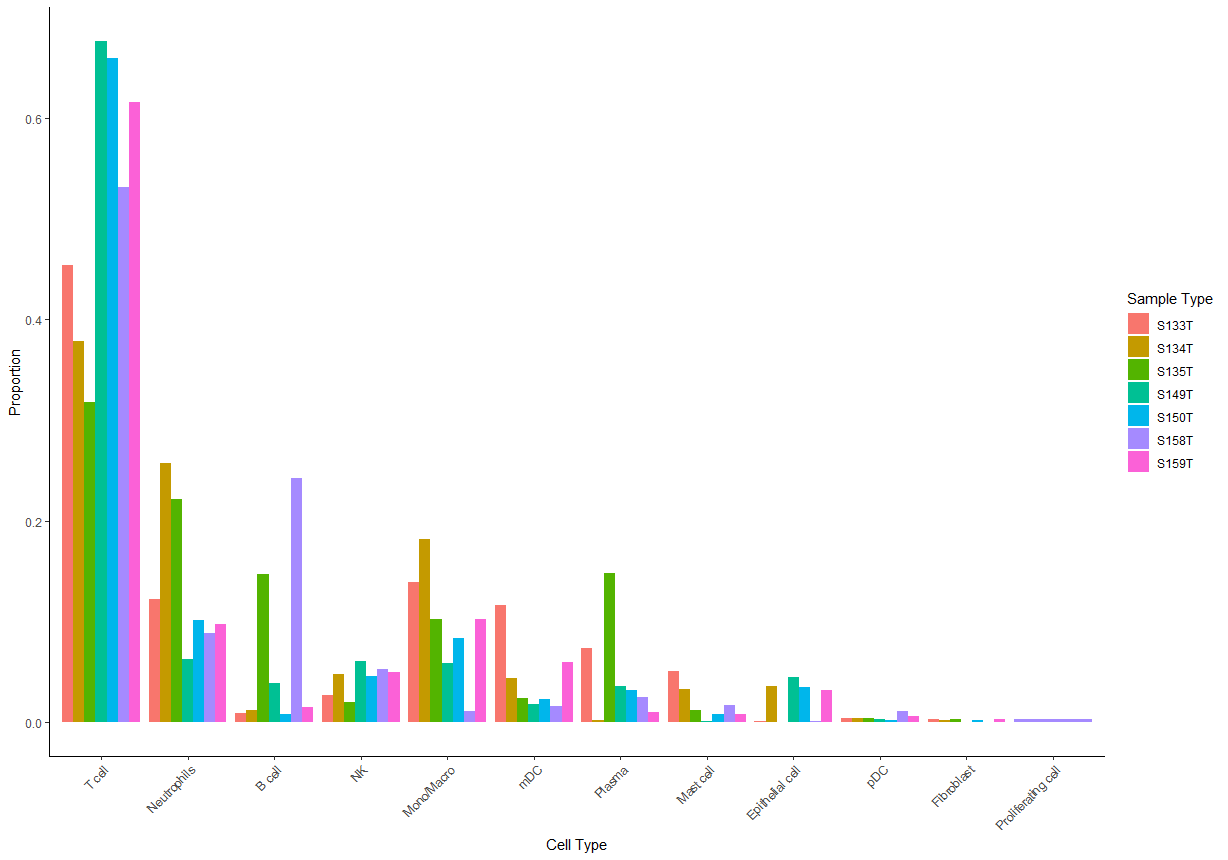 0.6
0.4
0.2
0.0
Proportion
T cell
Neutrophils
B cell
NK
Mono/Macro
mDC
Plasma
Mast cell
Epithelial cell
pDC
Fibroblast
Proliferating cell
Cell Type
Sample Type
S133T
S134T
S135T
S149T
S150T
S158T
S159T